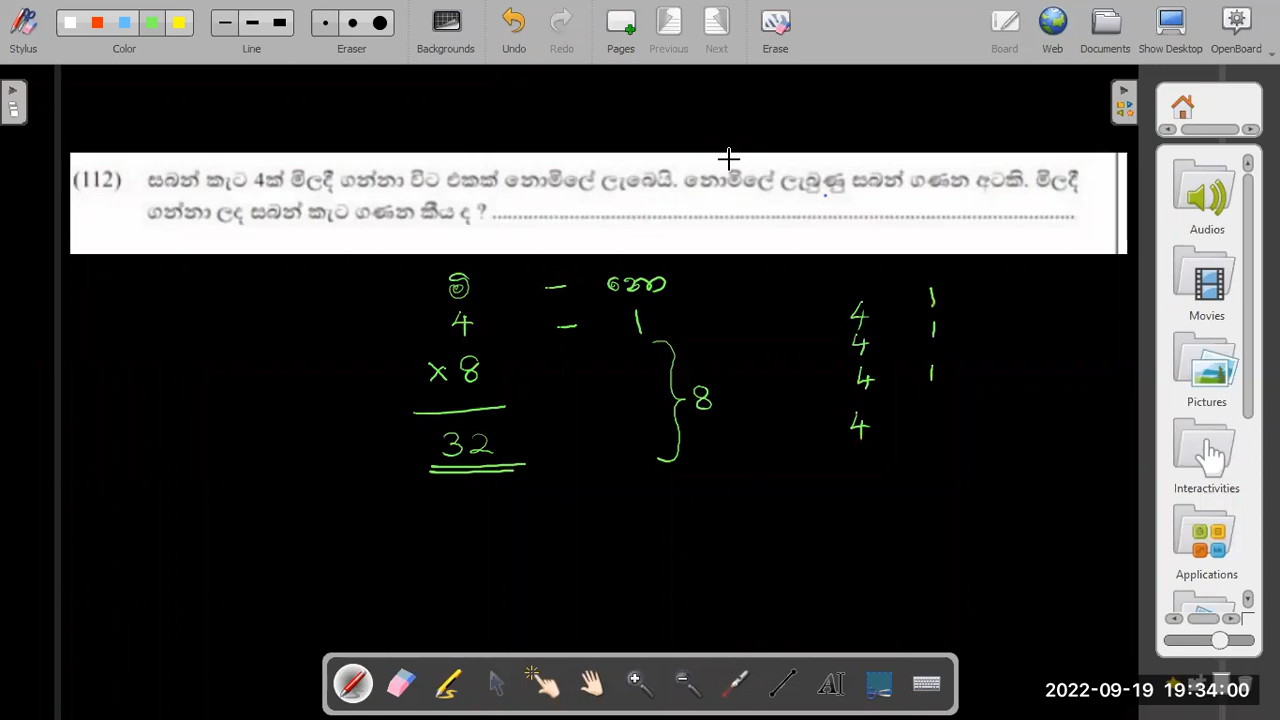 Stylus
Color
Line
Eraser
Backgrounds
Undo
Redo
Pages
Previous
Next
Erase
Board
Web
Documents
Show Desktop
OpenBoard
(112) සබන් කැට 4ක් මිලදී ගන්නා විට එකක් නොමිලේ ලැබෙයි. නොමිලේ ලැබුණු සබන් ගණන අටකි. මිලදී
ගන්නා ලද සබන් කැට ගණන කීය ද ?
මි – නො
4 – 1
× 8
32
8
4 1
4 1
4 1
4
Audios
Movies
Pictures
Interactivities
Applications
2022-09-19 19:34:00